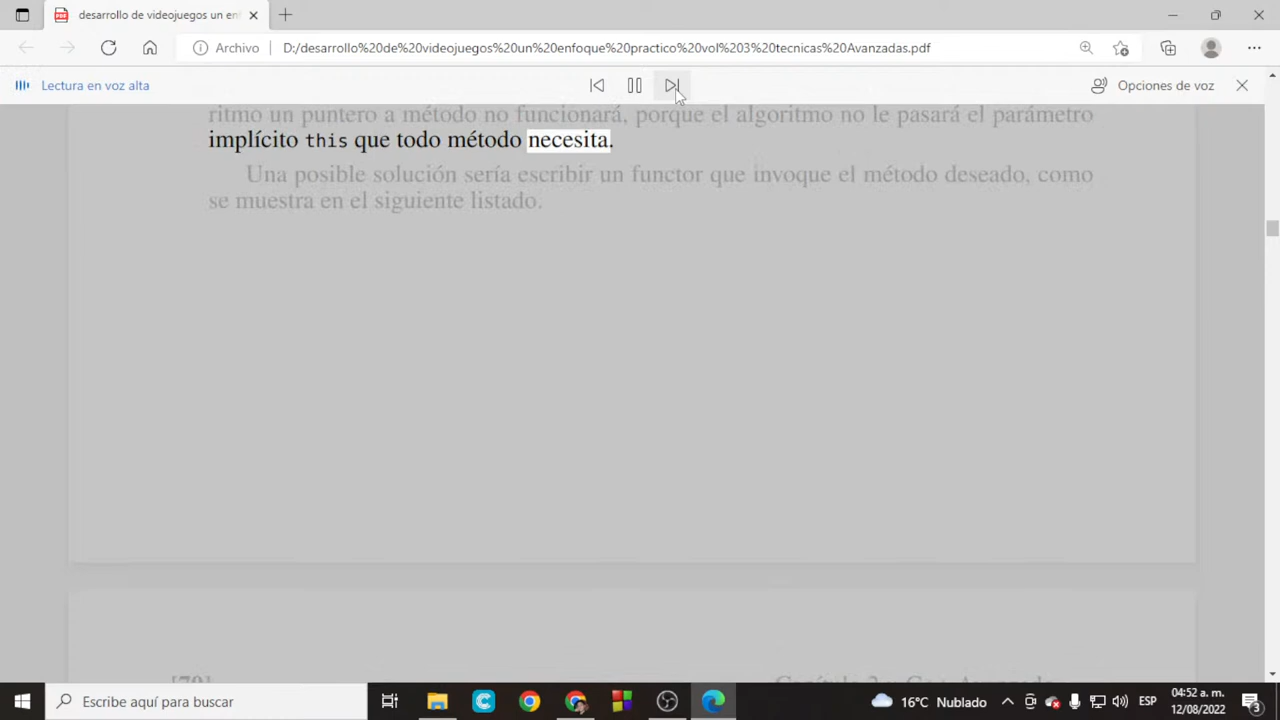 desarrollo de videojuegos un en
Archivo
D:/desarrollo%20de%20videojuegos%20un%20enfoque%20practico%20vol%203%20tecnicas%20Avanzadas.pdf
Lectura en voz alta
Opciones de voz
ritmo un puntero a método no funcionará, porque el algoritmo no le pasará el parámetro
implícito this que todo método necesita.
Una posible solución sería escribir un functor que invoque el método deseado, como
se muestra en el siguiente listado.
Escribe aquí para buscar
16°C Nublado
ESP
04:52 a. m.
12/08/2022
3